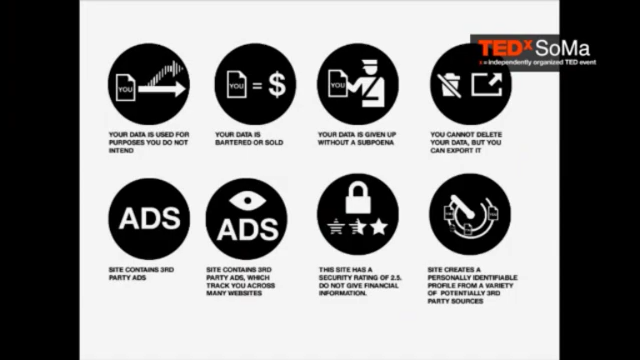 TEDxSoMa
x = independently organized TED event
YOU
YOU = $
YOU
YOUR DATA IS USED FOR
PURPOSES YOU DO NOT
INTEND
YOUR DATA IS
BARTERED OR SOLD
YOUR DATA IS GIVEN UP
WITHOUT A SUBPOENA
YOU CANNOT DELETE
YOUR DATA, BUT YOU
CAN EXPORT IT
ADS
ADS
SITE CONTAINS 3RD
PARTY ADS
SITE CONTAINS 3RD
PARTY ADS, WHICH
TRACK YOU ACROSS
MANY WEBSITES
THIS SITE HAS A
SECURITY RATING OF 2.5.
DO NOT GIVE FINANCIAL
INFORMATION.
SITE CREATES A
PERSONALLY IDENTIFIABLE
PROFILE FROM A VARIETY
OF POTENTIALLY 3RD
PARTY SOURCES